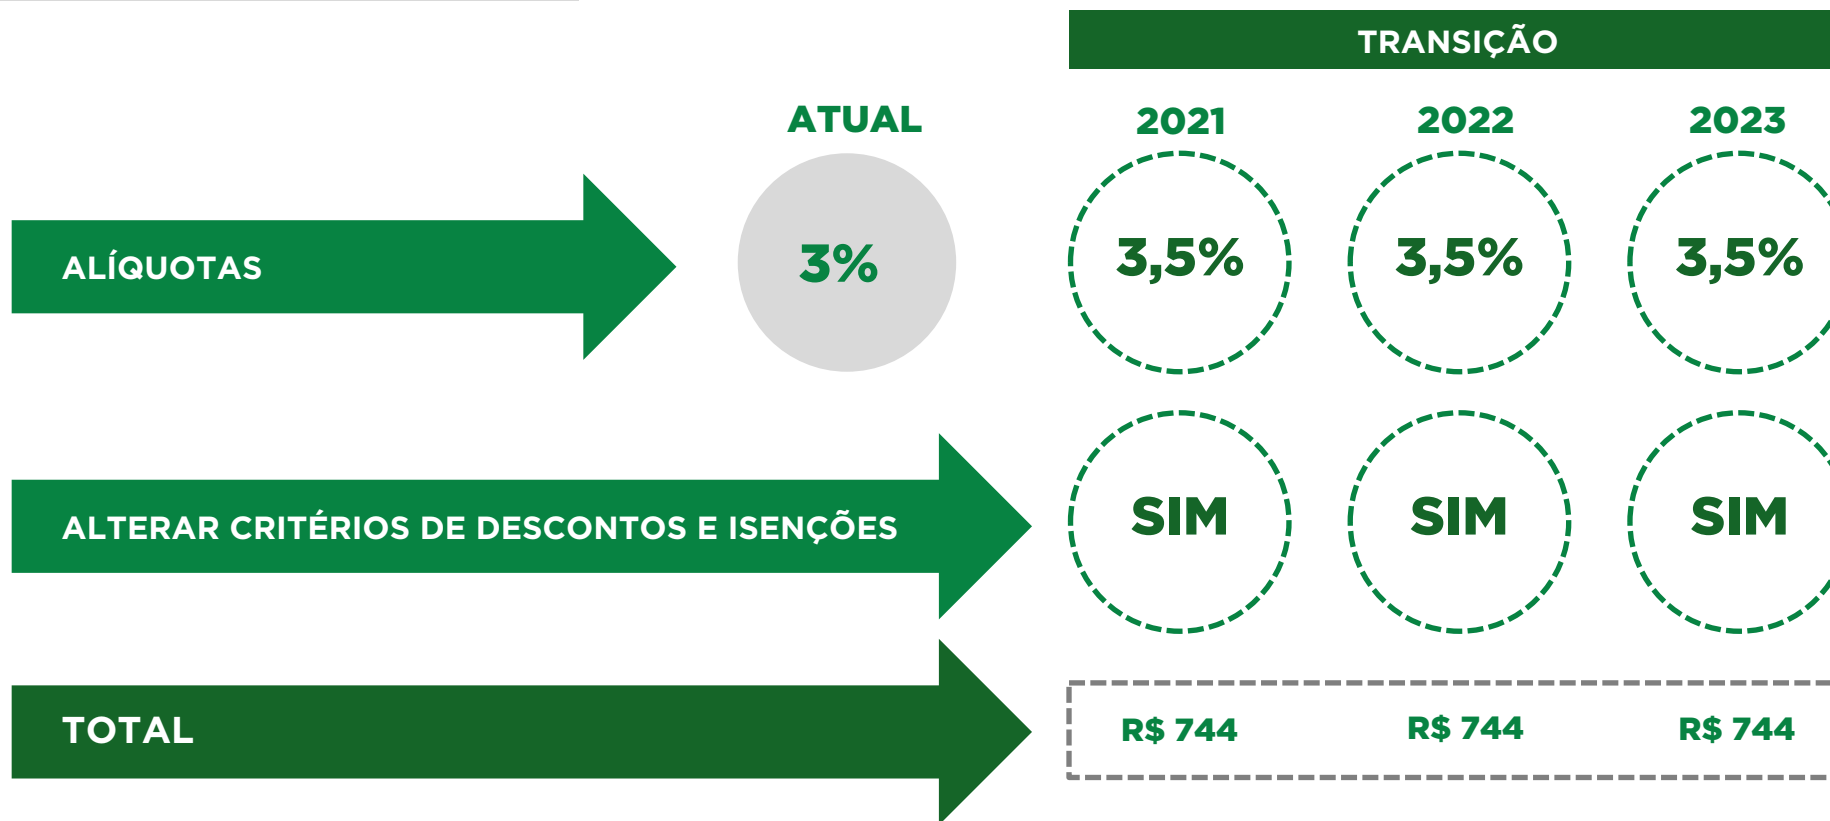 TRANSIÇÃO
ATUAL 2021 2022 2023
ALÍQUOTAS 3% 3,5% 3,5% 3,5%
ALTERAR CRITÉRIOS DE DESCONTOS E ISENÇÕES SIM SIM SIM
TOTAL R$ 744 R$ 744 R$ 744